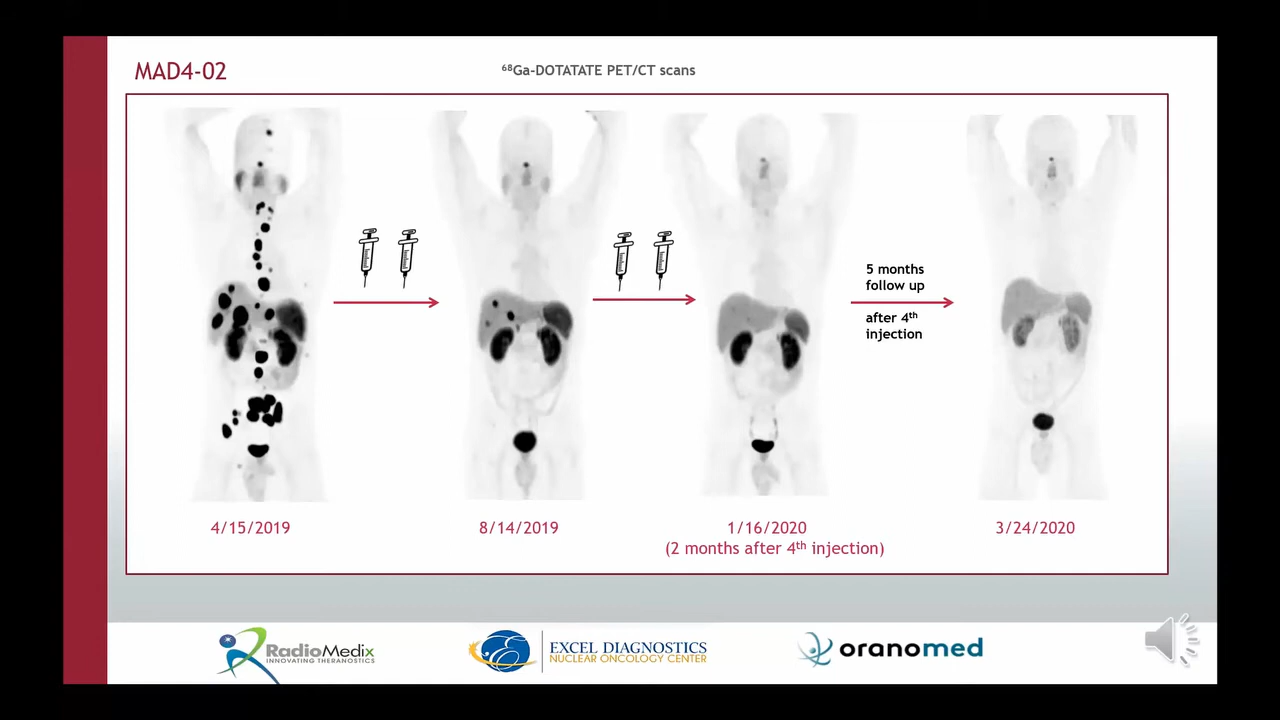 MAD4-02
⁶⁸Ga-DOTATATE PET/CT scans
5 months
follow up
after 4ᵗʰ
injection
4/15/2019
8/14/2019
1/16/2020
(2 months after 4ᵗʰ injection)
3/24/2020
RadioMedix
INNOVATING THERANOSTICS
EXCEL DIAGNOSTICS
NUCLEAR ONCOLOGY CENTER
oranomed